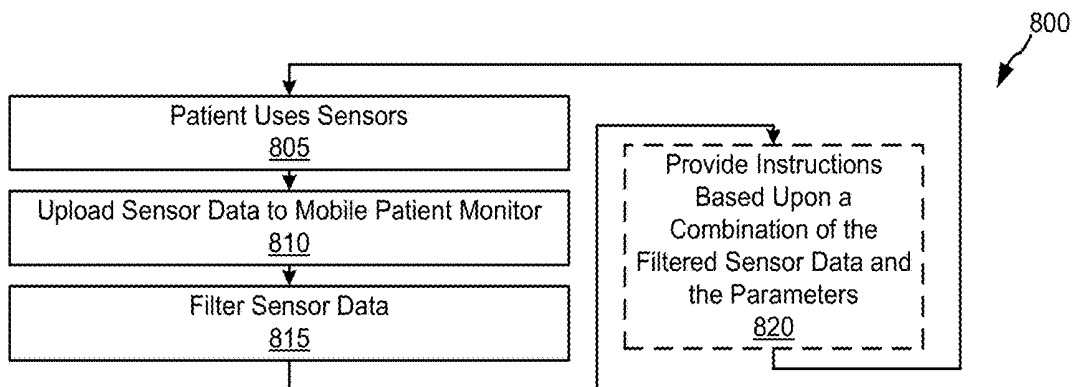 800
Patient Uses Sensors
805
Upload Sensor Data to Mobile Patient Monitor
810
Filter Sensor Data
815
Provide Instructions
Based Upon a
Combination of the
Filtered Sensor Data and
the Parameters
820